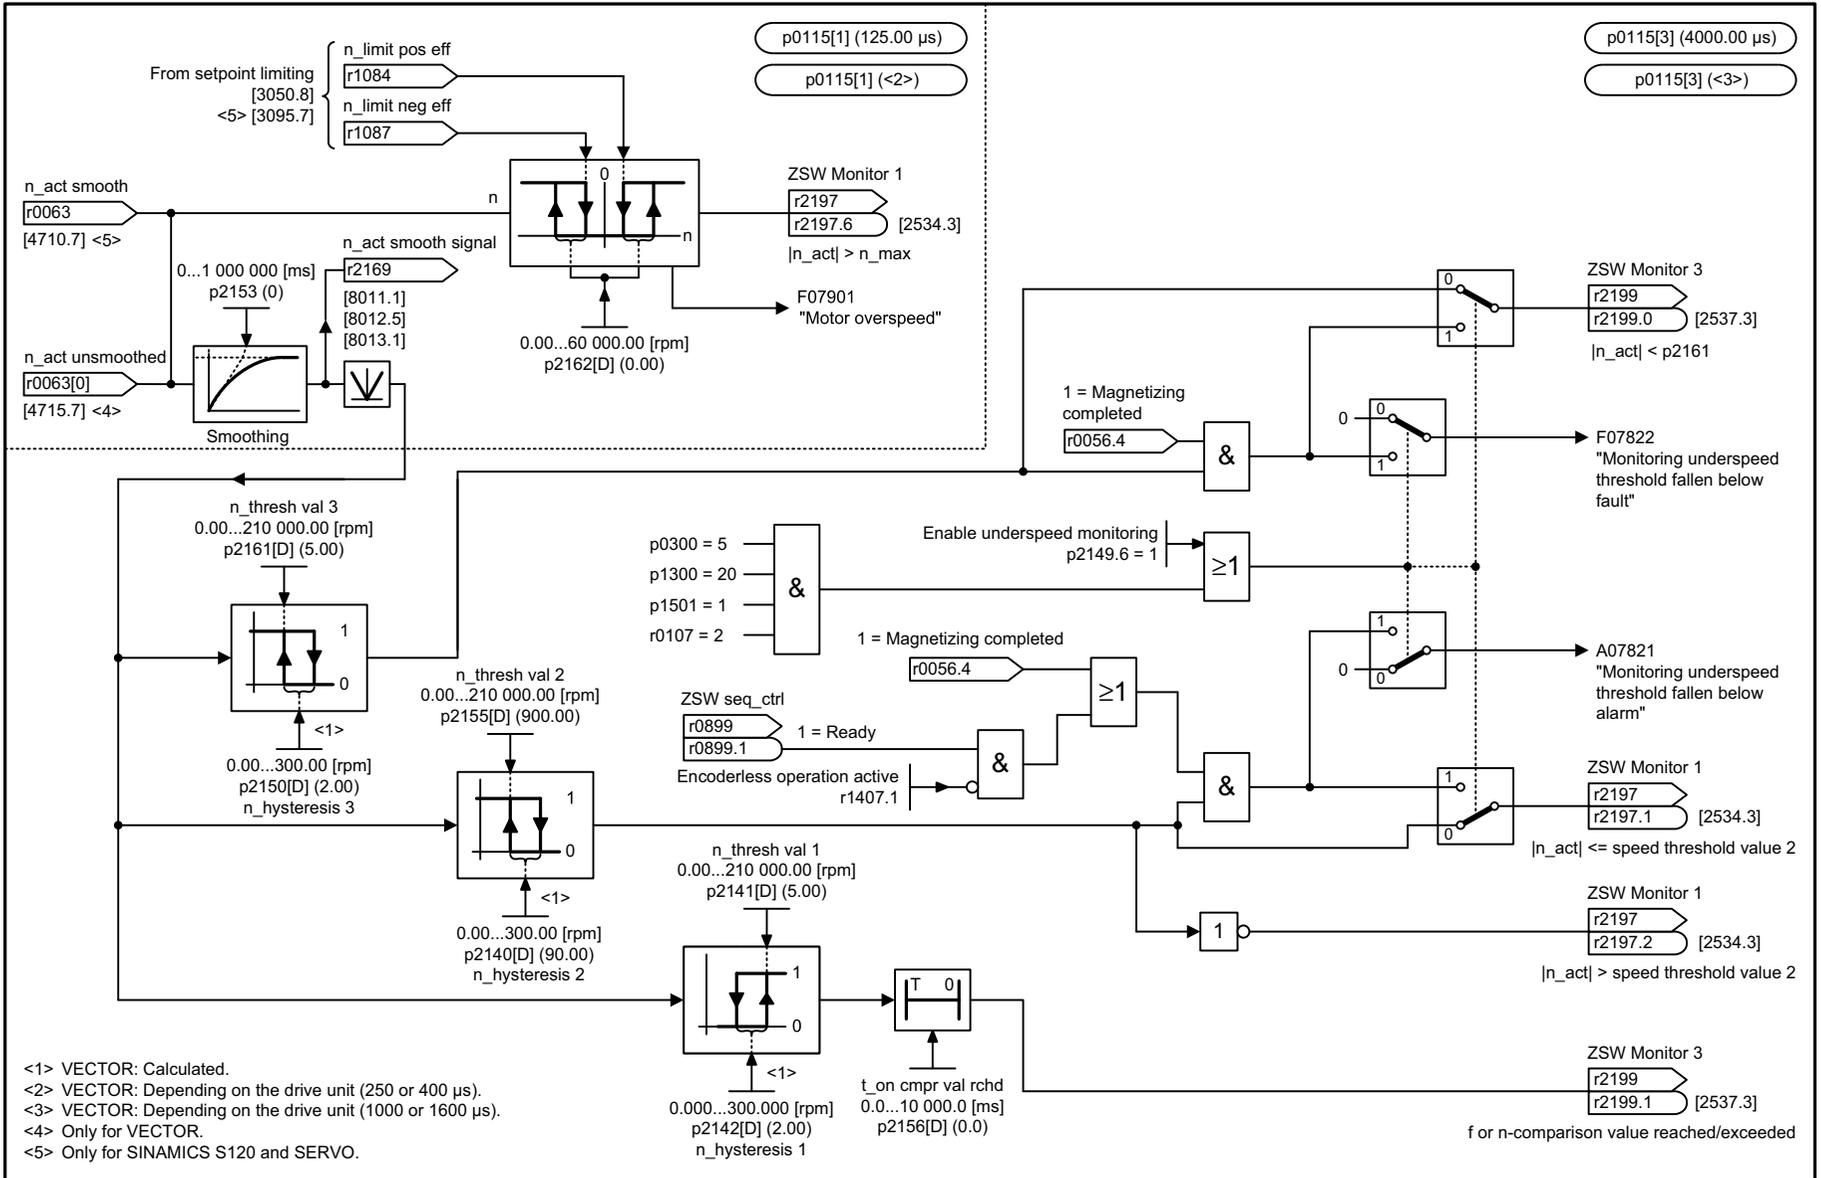 p0115[1] (125.00 µs)
p0115[1] (<2>)
p0115[3] (4000.00 µs)
p0115[3] (<3>)
From setpoint limiting
[3050.8]
<5> [3095.7]
n_limit pos eff
r1084
n_limit neg eff
r1087
n_act smooth
r0063
[4710.7] <5>
n
0
n
ZSW Monitor 1
r2197
r2197.6 [2534.3]
|n_act| > n_max
F07901
"Motor overspeed"
0.00...60 000.00 [rpm]
p2162[D] (0.00)
n_act smooth signal
r2169
[8011.1]
[8012.5]
[8013.1]
0...1 000 000 [ms]
p2153 (0)
n_act unsmoothed
r0063[0]
[4715.7] <4>
Smoothing
0
1
ZSW Monitor 3
r2199
r2199.0 [2537.3]
|n_act| < p2161
1 = Magnetizing
completed
r0056.4
&
0
0
1
F07822
"Monitoring underspeed
threshold fallen below
fault"
n_thresh val 3
0.00...210 000.00 [rpm]
p2161[D] (5.00)
1
0
<1>
0.00...300.00 [rpm]
p2150[D] (2.00)
n_hysteresis 3
p0300 = 5
p1300 = 20
p1501 = 1
r0107 = 2
&
Enable underspeed monitoring
p2149.6 = 1
≥1
1 = Magnetizing completed
r0056.4
≥1
ZSW seq_ctrl
r0899
r0899.1
1 = Ready
Encoderless operation active
r1407.1
&
&
1
0
0
A07821
"Monitoring underspeed
threshold fallen below
alarm"
n_thresh val 2
0.00...210 000.00 [rpm]
p2155[D] (900.00)
1
0
<1>
0.00...300.00 [rpm]
p2140[D] (90.00)
n_hysteresis 2
1
0
ZSW Monitor 1
r2197
r2197.1 [2534.3]
|n_act| <= speed threshold value 2
1
ZSW Monitor 1
r2197
r2197.2 [2534.3]
|n_act| > speed threshold value 2
n_thresh val 1
0.00...210 000.00 [rpm]
p2141[D] (5.00)
1
0
<1>
0.000...300.000 [rpm]
p2142[D] (2.00)
n_hysteresis 1
T 0
t_on cmpr val rchd
0.0...10 000.0 [ms]
p2156[D] (0.0)
ZSW Monitor 3
r2199
r2199.1 [2537.3]
f or n-comparison value reached/exceeded
<1> VECTOR: Calculated.
<2> VECTOR: Depending on the drive unit (250 or 400 µs).
<3> VECTOR: Depending on the drive unit (1000 or 1600 µs).
<4> Only for VECTOR.
<5> Only for SINAMICS S120 and SERVO.